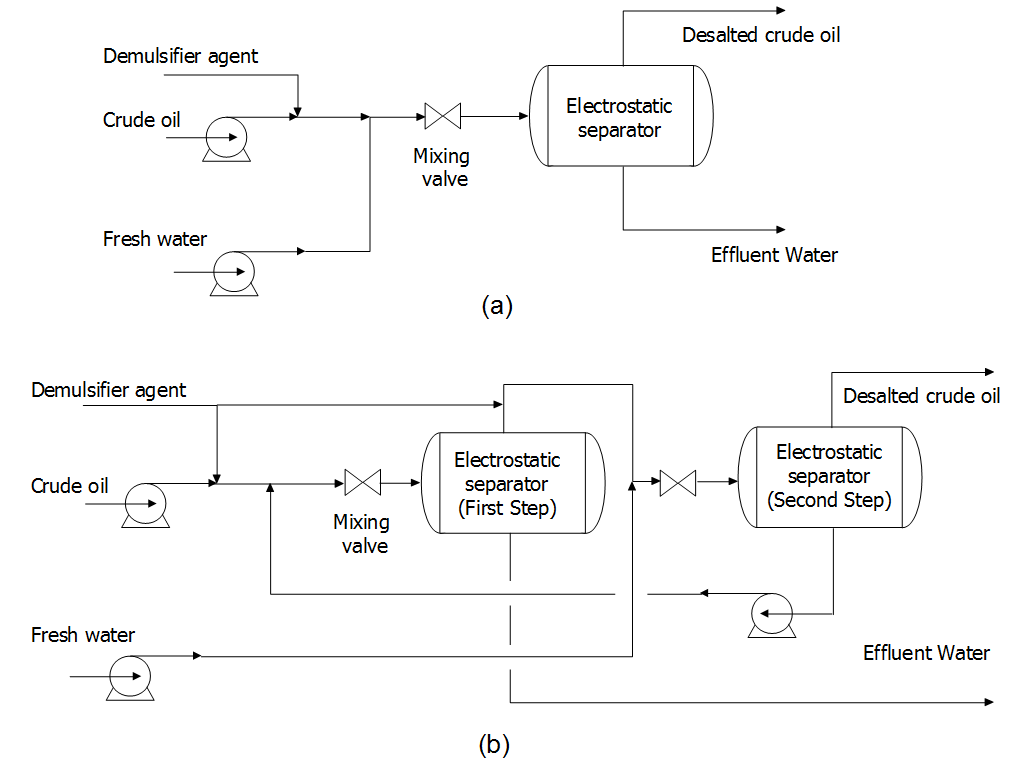 Demulsifier agent
Desalted crude oil
Crude oil
Electrostatic
separator
Mixing
valve
Fresh water
Effluent Water
(a)
Demulsifier agent
Desalted crude oil
Crude oil
Electrostatic
separator
(First Step)
Electrostatic
separator
(Second Step)
Mixing
valve
Fresh water
Effluent Water
(b)